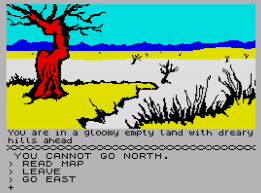 You are in a gloomy empty land with dreary
hills ahead
YOU CANNOT GO NORTH.
> READ MAP
> LEAVE
> GO EAST
+